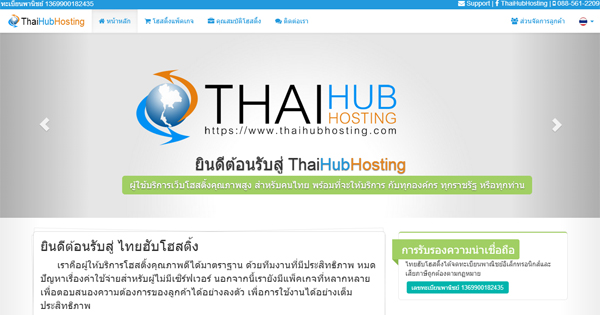 ทะเบียนพาณิชย์ 1369900182435
Support | ThaiHubHosting | 088-561-2209
ThaiHubHosting หน้าหลัก โฮสติ้งแพ็คเกจ คุณสมบัติโฮสติ้ง ติดต่อเรา ส่วนจัดการลูกค้า
THAI HUB HOSTING
https://www.thaihubhosting.com
ยินดีต้อนรับสู่ ThaiHubHosting
ผู้ใช้บริการเว็บโฮสติ้งคุณภาพสูง สำหรับคนไทย พร้อมที่จะให้บริการ กับทุกองค์กร ทุกราชรัฐ หรือทุกท่าน
ยินดีต้อนรับสู่ ไทยฮับโฮสติ้ง
เราคือผู้ให้บริการโฮสติ้งคุณภาพดีได้มาตราฐาน ด้วยทีมงานที่มีประสิทธิภาพ หมด
ปัญหาเรื่องค่าใช้จ่ายสำหรับผู้ไม่มีเซิร์ฟเวอร์ นอกจากนี้เรายังมีแพ็คเกจที่หลากหลาย
เพื่อตอบสนองความต้องการของลูกค้าได้อย่างลงตัว เพื่อการใช้งานได้อย่างเต็ม
ประสิทธิภาพ
การรับรองความน่าเชื่อถือ
ไทยฮับโฮสติ้งได้จดทะเบียนพาณิชย์อิเล็กทรอนิกส์และ
เสียภาษีถูกต้องตามกฎหมาย
เลขทะเบียนพาณิชย์ 1369900182435